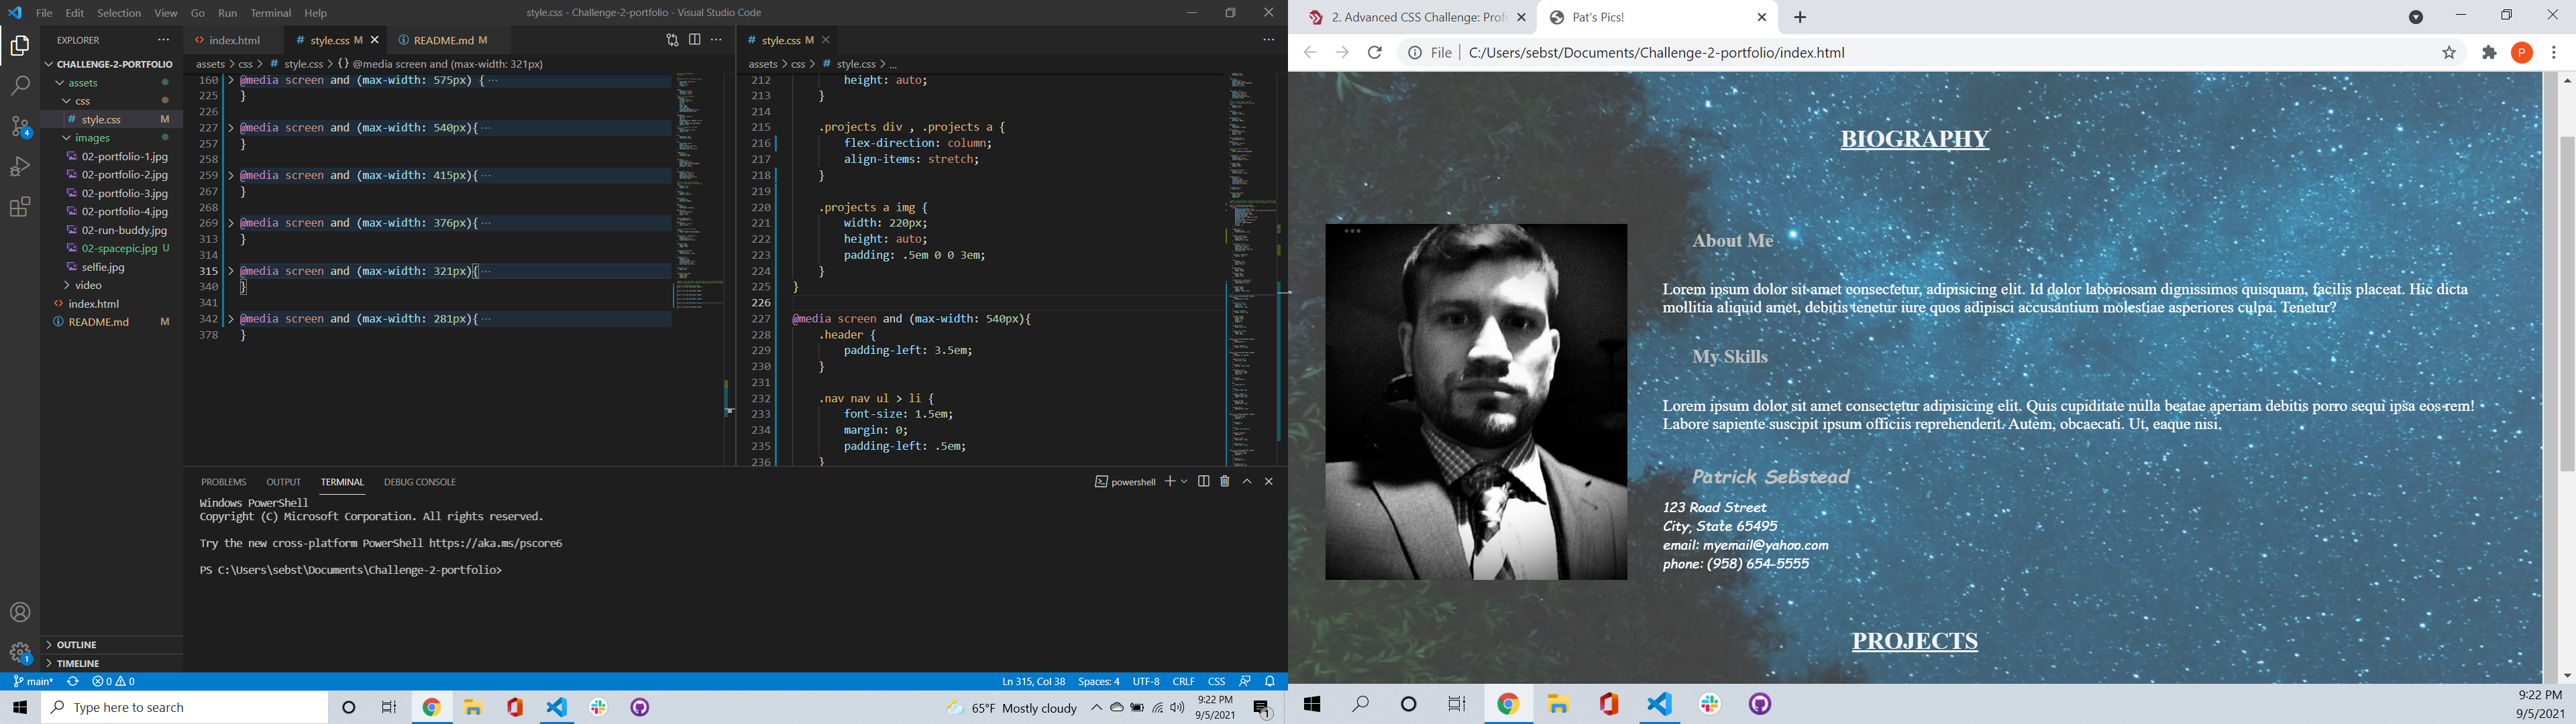 File Edit Selection View Go Run Terminal Help
style.css - Challenge-2-portfolio - Visual Studio Code
EXPLORER
CHALLENGE-2-PORTFOLIO
assets
css
# style.css M
images
02-portfolio-1.jpg
02-portfolio-2.jpg
02-portfolio-3.jpg
02-portfolio-4.jpg
02-run-buddy.jpg
02-spacepic.jpg U
selfie.jpg
video
<> index.html
README.md M
OUTLINE
TIMELINE
4
1
<> index.html
# style.css M
README.md M
assets > css > # style.css > {} @media screen and (max-width: 321px)
160 @media screen and (max-width: 575px) {···
225 }
226
227 @media screen and (max-width: 540px){···
257 }
258
259 @media screen and (max-width: 415px){···
267 }
268
269 @media screen and (max-width: 376px){···
313 }
314
315 @media screen and (max-width: 321px){···
340 }
341
342 @media screen and (max-width: 281px){···
378 }
# style.css M
assets > css > # style.css > ...
212 height: auto;
213 }
214
215 .projects div , .projects a {
216 flex-direction: column;
217 align-items: stretch;
218 }
219
220 .projects a img {
221 width: 220px;
222 height: auto;
223 padding: .5em 0 0 3em;
224 }
225 }
226
227 @media screen and (max-width: 540px){
228 .header {
229 padding-left: 3.5em;
230 }
231
232 .nav nav ul > li {
233 font-size: 1.5em;
234 margin: 0;
235 padding-left: .5em;
236 }
PROBLEMS OUTPUT TERMINAL DEBUG CONSOLE
powershell
Windows PowerShell
Copyright (C) Microsoft Corporation. All rights reserved.
Try the new cross-platform PowerShell https://aka.ms/pscore6
PS C:\Users\sebst\Documents\Challenge-2-portfolio>
main* 0 0
Ln 315, Col 38 Spaces: 4 UTF-8 CRLF CSS
Type here to search
65°F Mostly cloudy
9:22 PM
9/5/2021
1
2. Advanced CSS Challenge: Prof
Pat's Pics!
File C:/Users/sebst/Documents/Challenge-2-portfolio/index.html
P
BIOGRAPHY
About Me
Lorem ipsum dolor sit amet consectetur, adipisicing elit. Id dolor laboriosam dignissimos quisquam, facilis placeat. Hic dicta
mollitia aliquid amet, debitis tenetur iure quos adipisci accusantium molestiae asperiores culpa. Tenetur?
My Skills
Lorem ipsum dolor sit amet consectetur adipisicing elit. Quis cupiditate nulla beatae aperiam debitis porro sequi ipsa eos rem!
Labore sapiente suscipit ipsum officiis reprehenderit. Autem, obcaecati. Ut, eaque nisi.
Patrick Sebstead
123 Road Street
City, State 65495
email: myemail@yahoo.com
phone: (958) 654-5555
PROJECTS
9:22 PM
9/5/2021